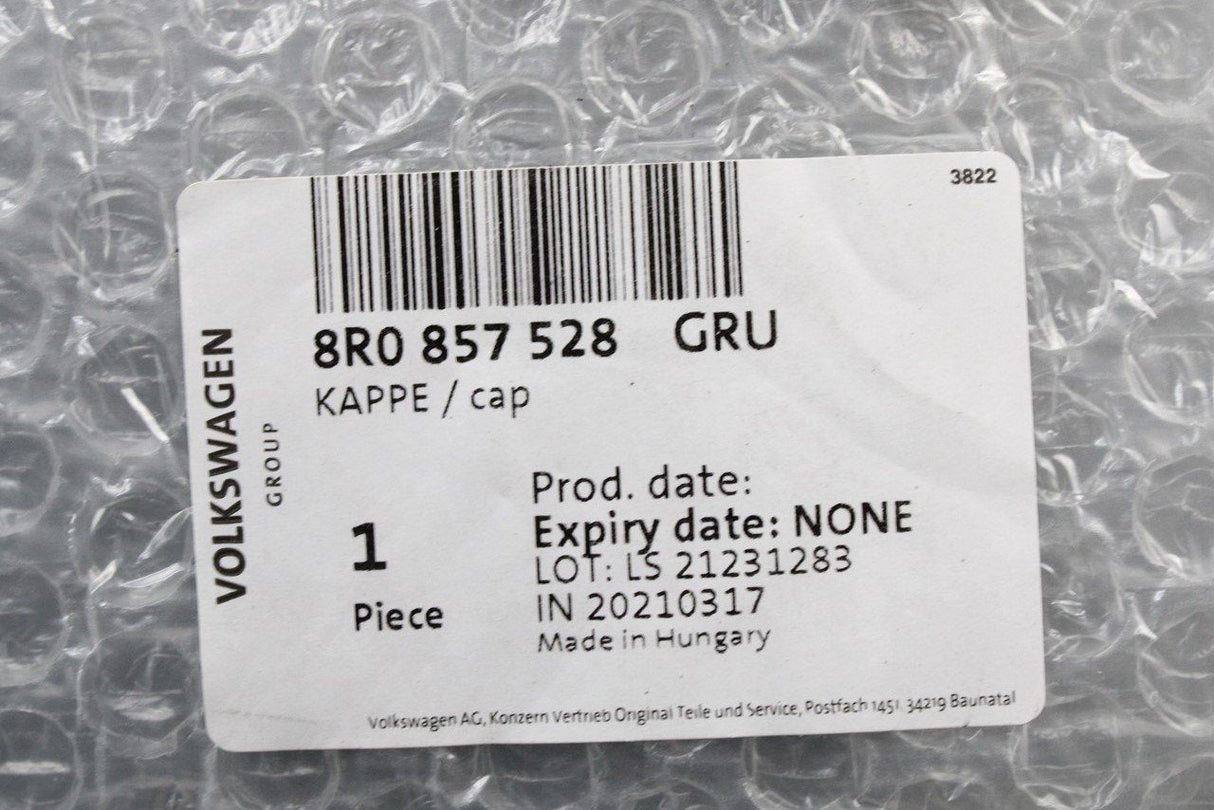 3822
8R0 857 528 GRU
KAPPE / cap
VOLKSWAGEN
GROUP
1
Piece
Prod. date:
Expiry date: NONE
LOT: LS 21231283
IN 20210317
Made in Hungary
Volkswagen AG, Konzern Vertrieb Original Teile und Service, Postfach 1451, 34219 Baunatal